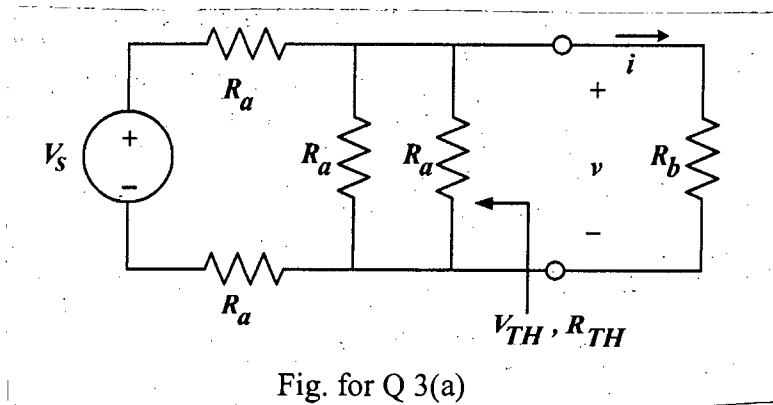 R_a
i
+
V_s
+
−
R_a
R_a
v
R_b
−
R_a
V_TH , R_TH
Fig. for Q 3(a)